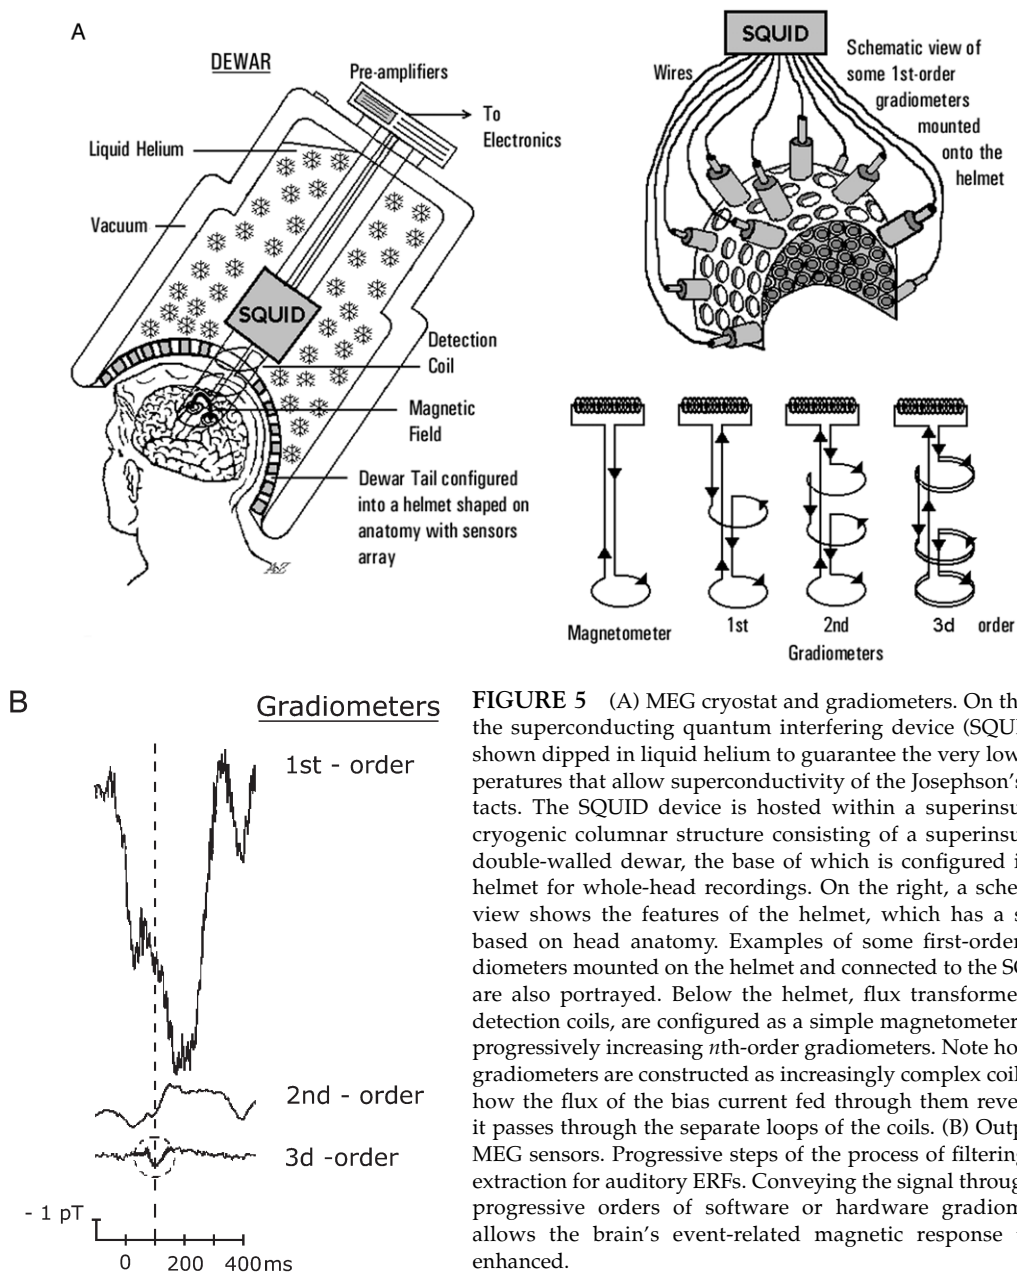 A
DEWAR
Pre-amplifiers
To
Electronics
Liquid Helium
Vacuum
SQUID
Detection
Coil
Magnetic
Field
Dewar Tail configured
into a helmet shaped on
anatomy with sensors
array
AZ
SQUID
Wires
Schematic view of
some 1st-order
gradiometers
mounted
onto the
helmet
Magnetometer
1st
2nd
3d order
Gradiometers
B
Gradiometers
1st - order
2nd - order
3d -order
- 1 pT
0 200 400 ms
FIGURE 5 (A) MEG cryostat and gradiometers. On th
the superconducting quantum interfering device (SQUI
shown dipped in liquid helium to guarantee the very low
peratures that allow superconductivity of the Josephson's
tacts. The SQUID device is hosted within a superinsu
cryogenic columnar structure consisting of a superinsu
double-walled dewar, the base of which is configured i
helmet for whole-head recordings. On the right, a sche
view shows the features of the helmet, which has a s
based on head anatomy. Examples of some first-order
diometers mounted on the helmet and connected to the SQ
are also portrayed. Below the helmet, flux transforme
detection coils, are configured as a simple magnetometer
progressively increasing nth-order gradiometers. Note ho
gradiometers are constructed as increasingly complex coil
how the flux of the bias current fed through them reve
it passes through the separate loops of the coils. (B) Outp
MEG sensors. Progressive steps of the process of filtering
extraction for auditory ERFs. Conveying the signal throug
progressive orders of software or hardware gradiom
allows the brain's event-related magnetic response
enhanced.